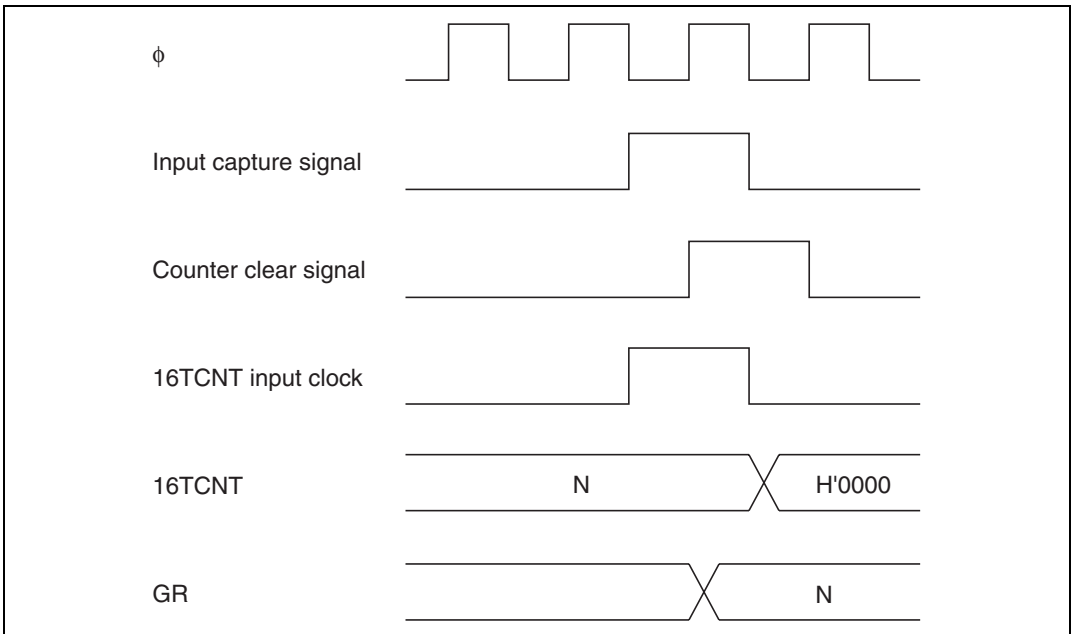 ϕ
Input capture signal
Counter clear signal
16TCNT input clock
16TCNT N H'0000
GR N